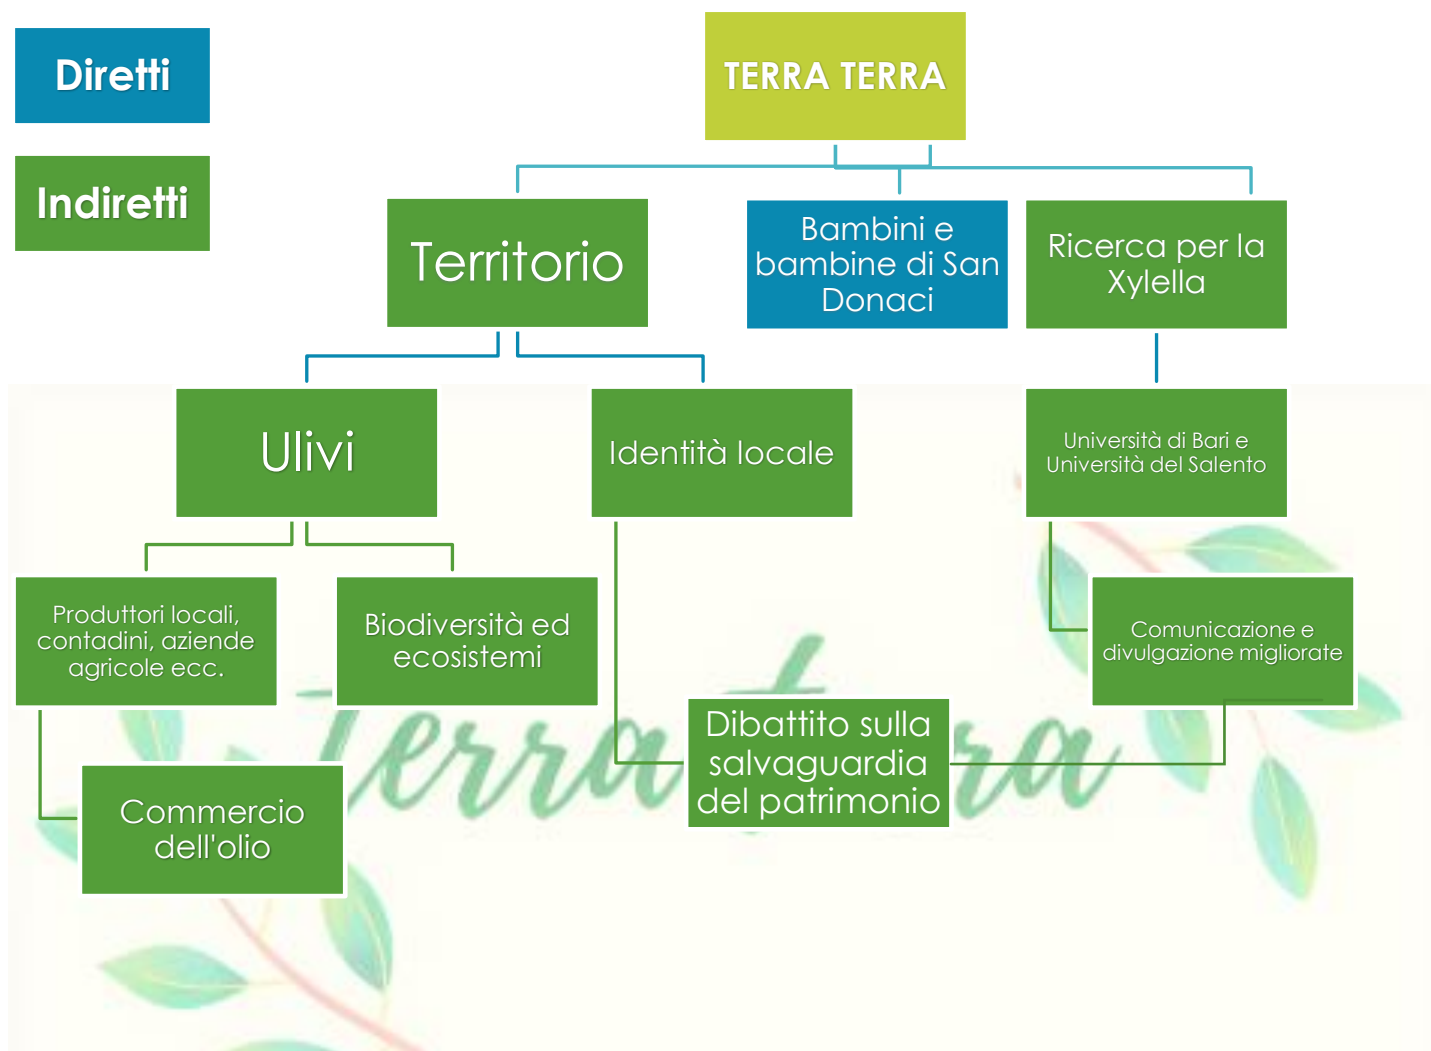 Diretti
TERRA TERRA
Indiretti
Territorio
Bambini e
bambine di San
Donaci
Ricerca per la
Xylella
Ulivi
Identità locale
Università di Bari e
Università del Salento
Produttori locali,
contadini, aziende
agricole ecc.
Biodiversità ed
ecosistemi
Comunicazione e
divulgazione migliorate
Dibattito sulla
salvaguardia
del patrimonio
Commercio
dell'olio